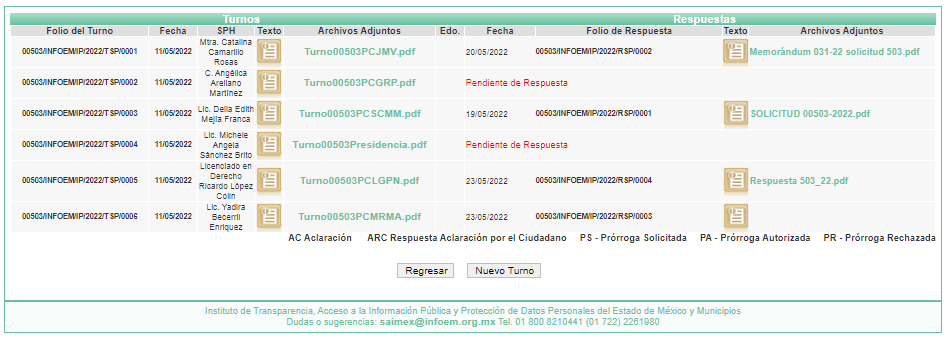 Turnos Respuestas
Folio del Turno Fecha SPH Texto Archivos Adjuntos Edo. Fecha Folio de Respuesta Texto Archivos Adjuntos
00503/INFOEM/IP/2022/TSP/0001 11/05/2022 Mtra. Catalina Camarillo Rosas Turno00503PCJMV.pdf 20/05/2022 00503/INFOEM/IP/2022/RSP/0002 Memorándum 031-22 solicitud 503.pdf
00503/INFOEM/IP/2022/TSP/0002 11/05/2022 C. Angélica Arellano Martínez Turno00503PCGRP.pdf Pendiente de Respuesta
00503/INFOEM/IP/2022/TSP/0003 11/05/2022 Lic. Delia Edith Mejia Franca Turno00503PCSCMM.pdf 19/05/2022 00503/INFOEM/IP/2022/RSP/0001 SOLICITUD 00503-2022.pdf
00503/INFOEM/IP/2022/TSP/0004 11/05/2022 Lic. Michele Angela Sánchez Brito Turno00503Presidencia.pdf Pendiente de Respuesta
00503/INFOEM/IP/2022/TSP/0005 11/05/2022 Licenciado en Derecho Ricardo López Colin Turno00503PCLGPN.pdf 23/05/2022 00503/INFOEM/IP/2022/RSP/0004 Respuesta 503_22.pdf
00503/INFOEM/IP/2022/TSP/0006 11/05/2022 Lic. Yadira Becerril Enriquez Turno00503PCMRMA.pdf 23/05/2022 00503/INFOEM/IP/2022/RSP/0003
AC Aclaración ARC Respuesta Aclaración por el Ciudadano PS - Prórroga Solicitada PA - Prórroga Autorizada PR - Prórroga Rechazada
Regresar Nuevo Turno
Instituto de Transparencia, Acceso a la Información Pública y Protección de Datos Personales del Estado de México y Municipios
Dudas o sugerencias: saimex@infoem.org.mx Tel. 01 800 8210441 (01 722) 2261980